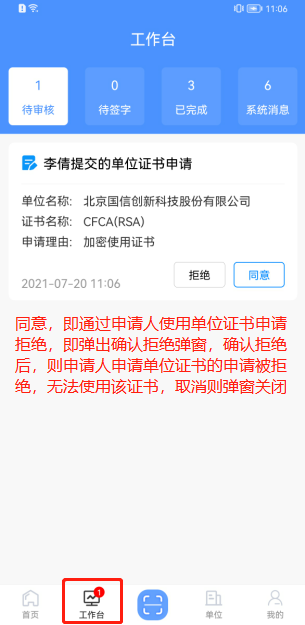 11:06
工作台
1
0
3
6
待审核
待签字
已完成
系统消息
李倩提交的单位证书申请
单位名称： 北京国信创新科技股份有限公司
证书名称： CFCA(RSA)
申请理由： 加密使用证书
2021-07-20 11:06
拒绝
同意
同意，即通过申请人使用单位证书申请
拒绝，即弹出确认拒绝弹窗，确认拒绝
后，则申请人申请单位证书的申请被拒
绝，无法使用该证书，取消则弹窗关闭
1
首页
工作台
单位
我的